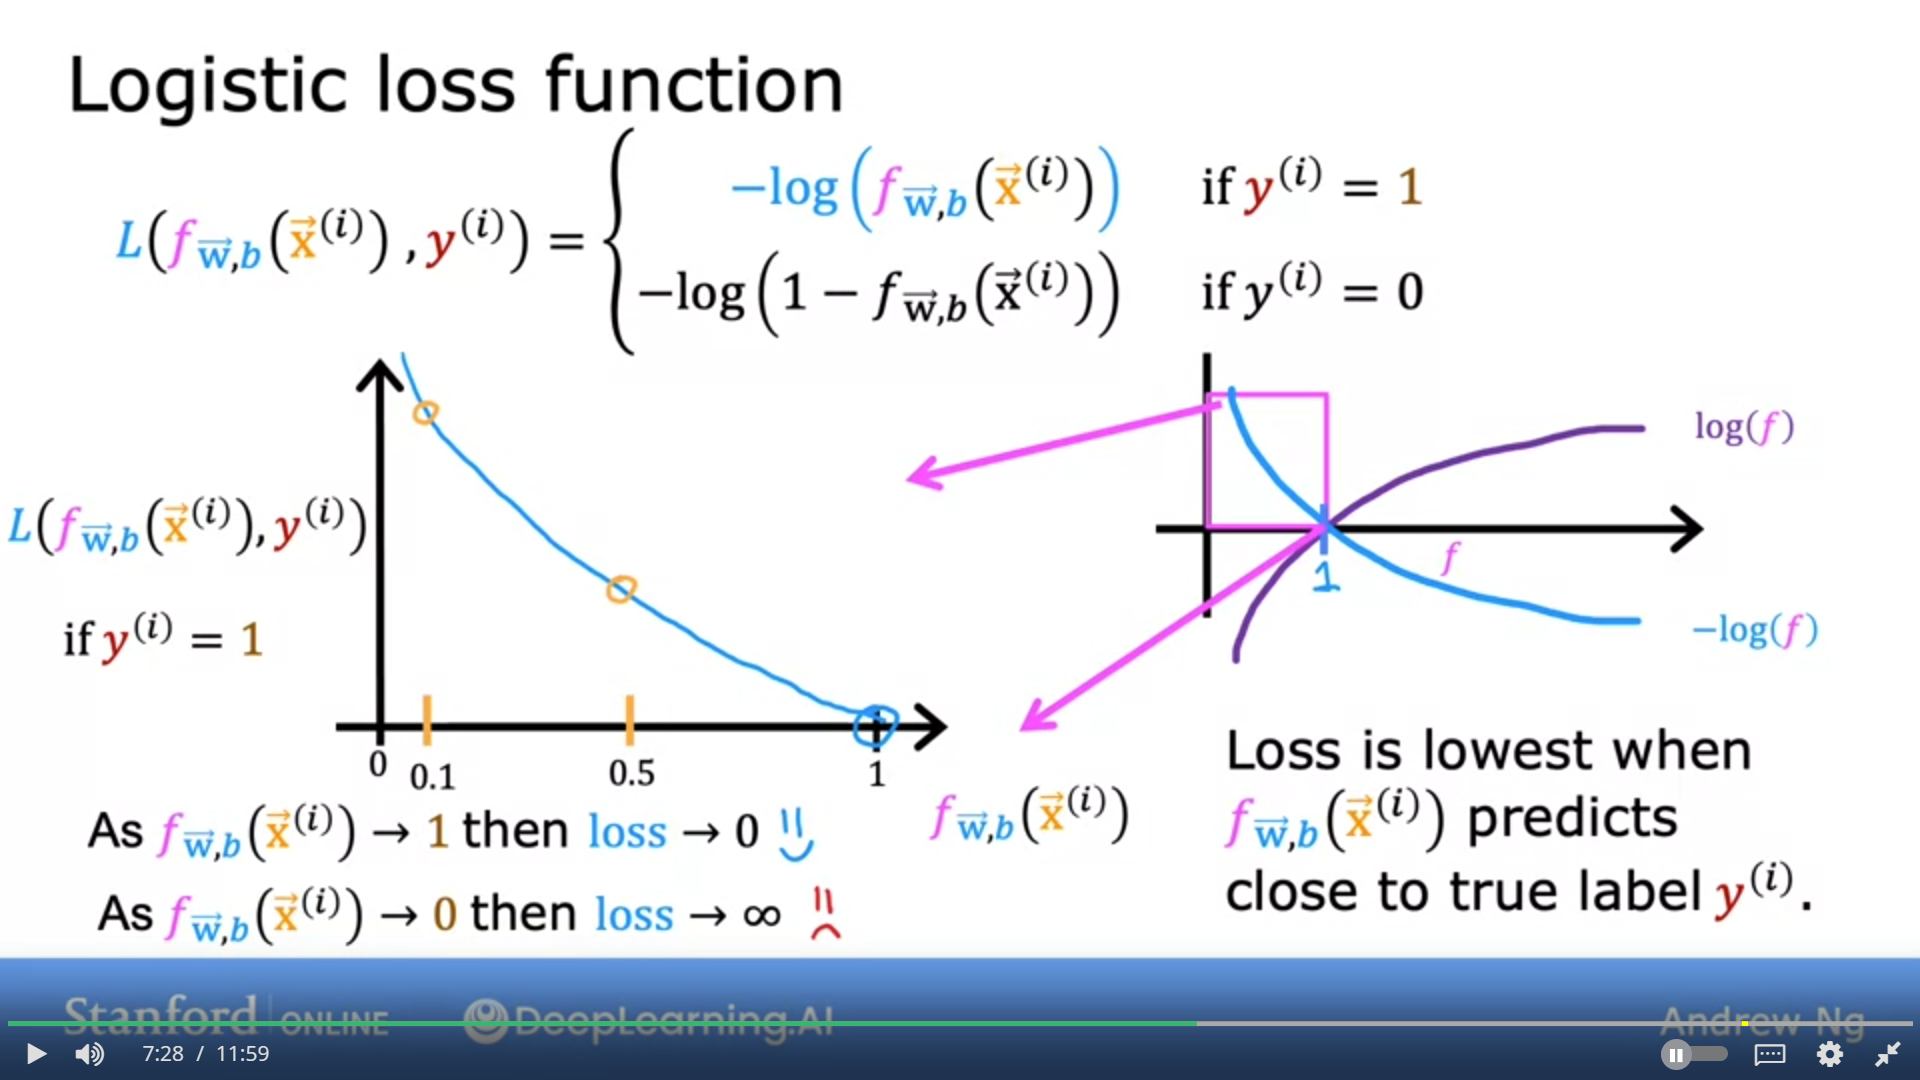 Logistic loss function
L(f_{w⃗,b}(x⃗^{(i)}), y^{(i)}) = { −log(f_{w⃗,b}(x⃗^{(i)})) if y^{(i)} = 1
−log(1 − f_{w⃗,b}(x⃗^{(i)})) if y^{(i)} = 0
L(f_{w⃗,b}(x⃗^{(i)}), y^{(i)})
if y^{(i)} = 1
0 0.1 0.5 1
f_{w⃗,b}(x⃗^{(i)})
As f_{w⃗,b}(x⃗^{(i)}) → 1 then loss → 0
As f_{w⃗,b}(x⃗^{(i)}) → 0 then loss → ∞
log(f)
f
1
−log(f)
Loss is lowest when
f_{w⃗,b}(x⃗^{(i)}) predicts
close to true label y^{(i)}.
Stanford | ONLINE DeepLearning.AI Andrew Ng
7:28 / 11:59